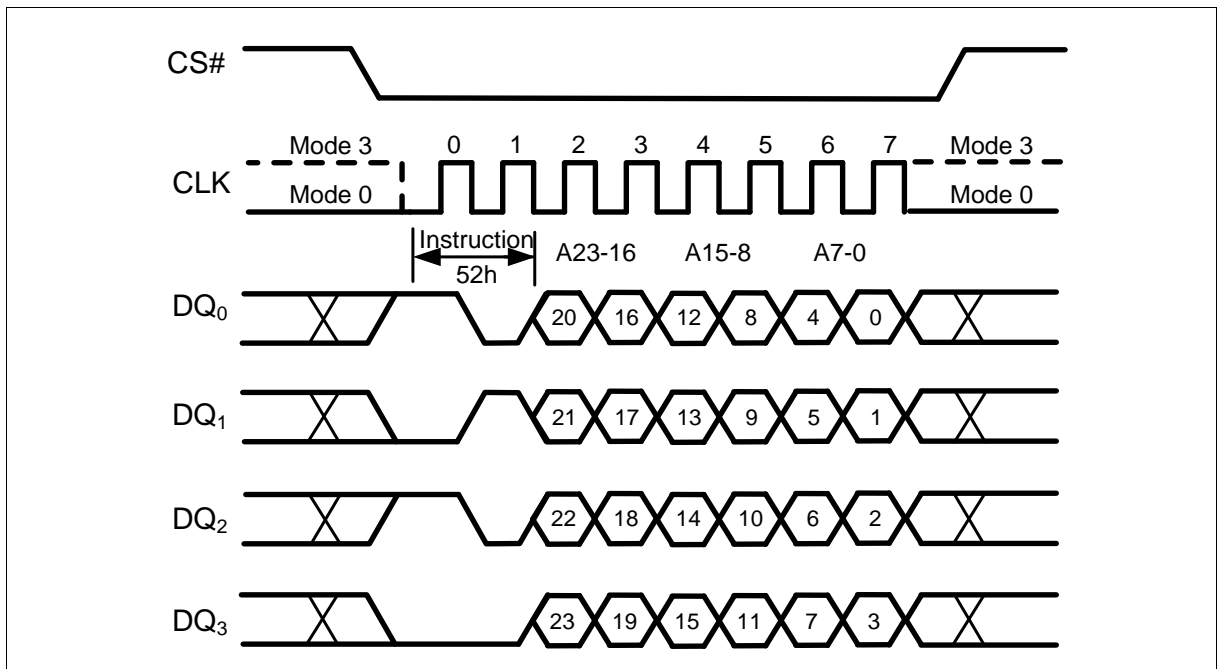 CS#
0 1 2 3 4 5 6 7
Mode 3 Mode 3
CLK
Mode 0 Mode 0
Instruction
52h
A23-16 A15-8 A7-0
DQ0
20 16 12 8 4 0
DQ1
21 17 13 9 5 1
DQ2
22 18 14 10 6 2
DQ3
23 19 15 11 7 3